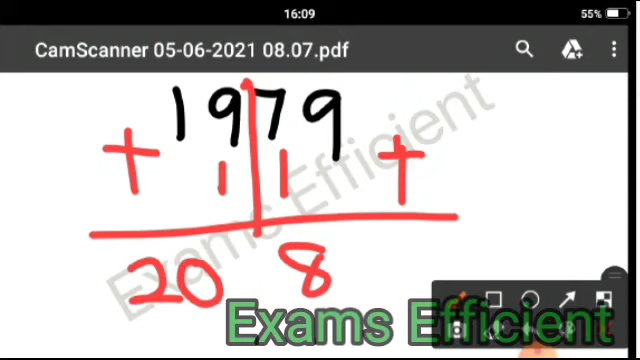 16:09
55%
CamScanner 05-06-2021 08.07.pdf
1979
+ 1 1 +
20 8
Exams Efficient
Exams Efficient